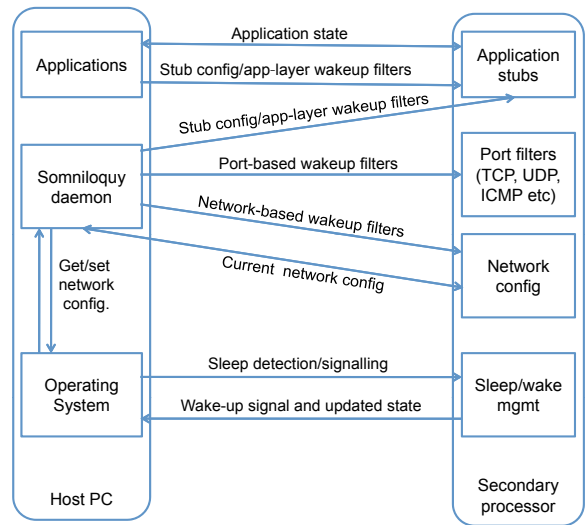 Application state
Applications
Stub config/app-layer wakeup filters
Application
stubs
Stub config/app-layer wakeup filters
Somniloquy
daemon
Port-based wakeup filters
Port filters
(TCP, UDP,
ICMP etc)
Network-based wakeup filters
Current network config
Network
config
Get/set
network
config.
Operating
System
Sleep detection/signalling
Wake-up signal and updated state
Sleep/wake
mgmt
Host PC
Secondary
processor